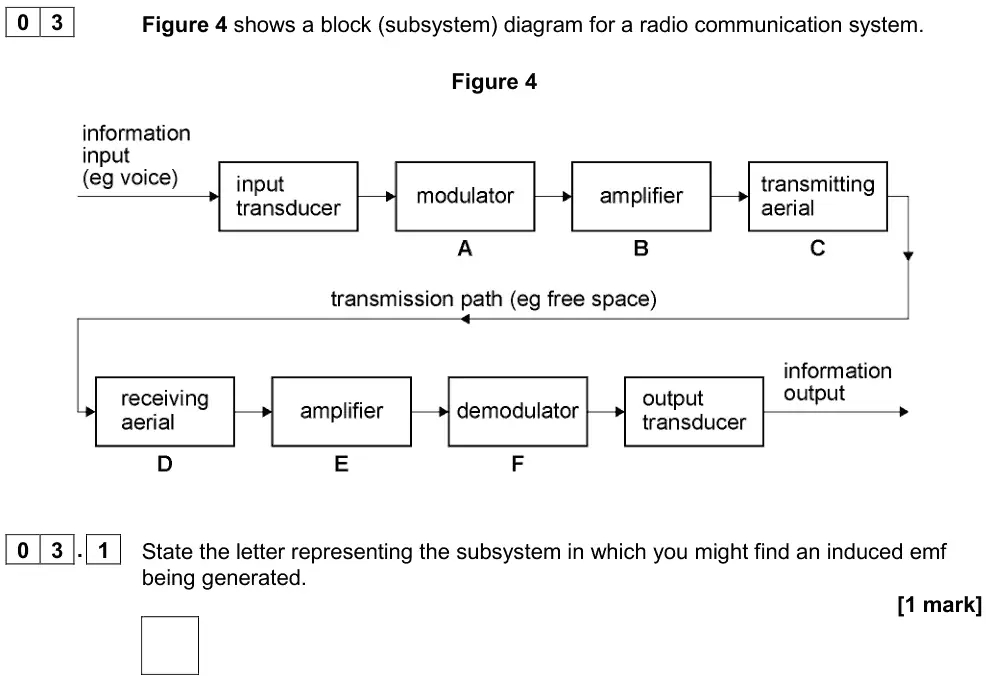 0 3 Figure 4 shows a block (subsystem) diagram for a radio communication system.
Figure 4
information
input
(eg voice)
input
transducer
modulator
amplifier
transmitting
aerial
A
B
C
transmission path (eg free space)
receiving
aerial
amplifier
demodulator
output
transducer
information
output
D
E
F
0 3 . 1 State the letter representing the subsystem in which you might find an induced emf
being generated.
[1 mark]